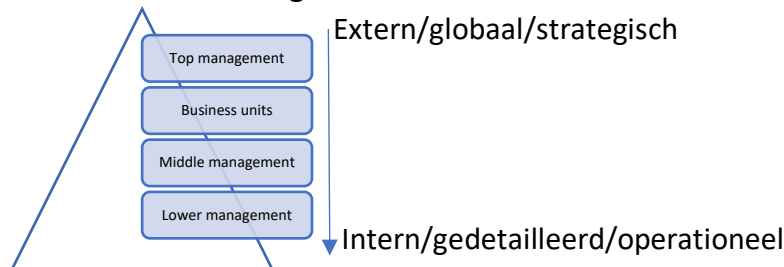 Extern/globaal/strategisch
Top management
Business units
Middle management
Lower management
Intern/gedetailleerd/operationeel